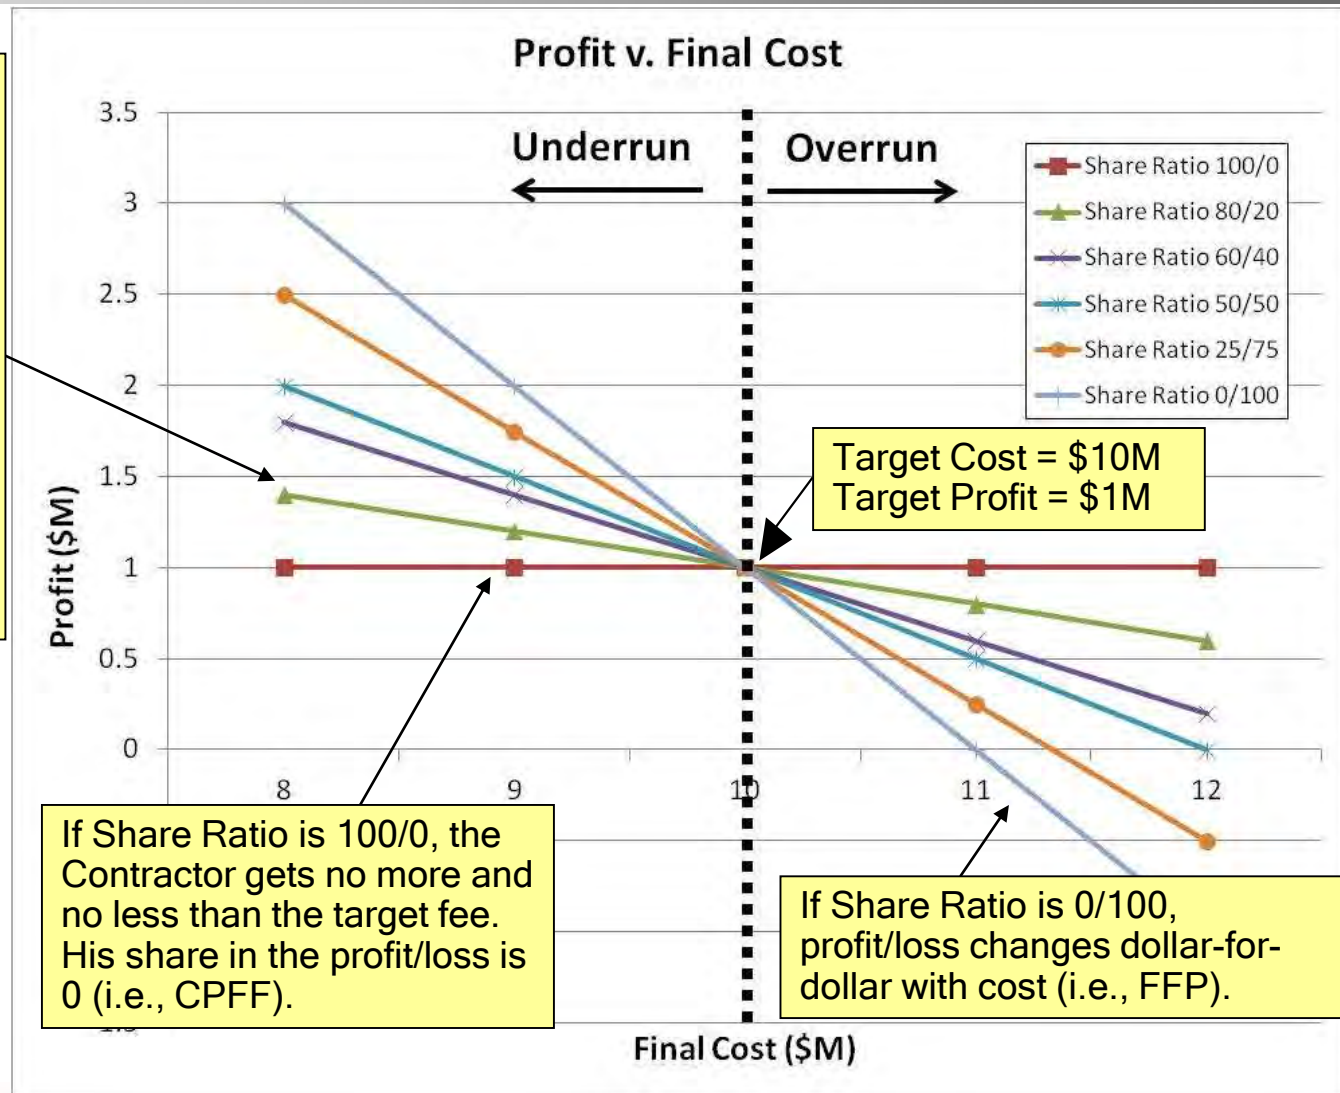 Profit v. Final Cost
Underrun
Overrun
Share Ratio 100/0
Share Ratio 80/20
Share Ratio 60/40
Share Ratio 50/50
Share Ratio 25/75
Share Ratio 0/100
Target Cost = $10M
Target Profit = $1M
Profit ($M)
3.5
3
2.5
2
1.5
1
0.5
0
8
9
10
11
12
If Share Ratio is 100/0, the
Contractor gets no more and
no less than the target fee.
His share in the profit/loss is
0 (i.e., CPFF).
If Share Ratio is 0/100,
profit/loss changes dollar-for-
dollar with cost (i.e., FFP).
Final Cost ($M)